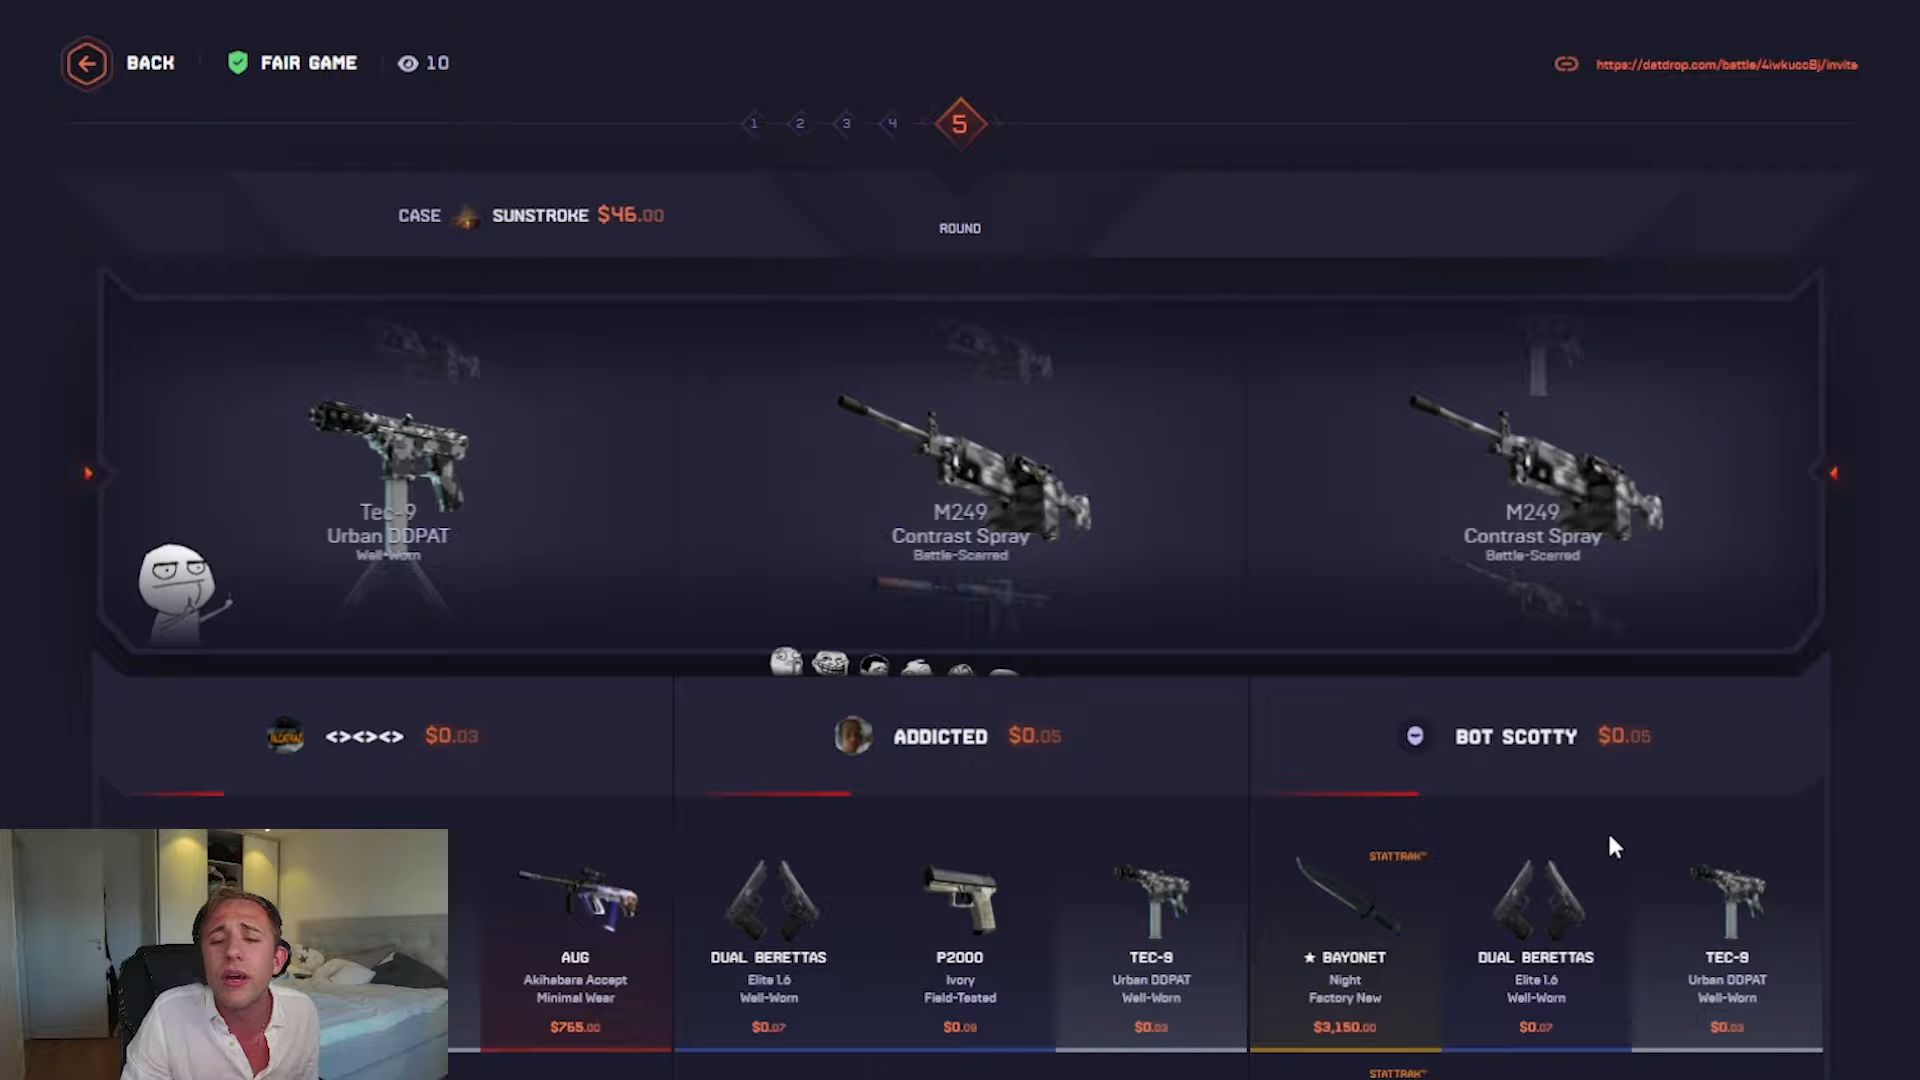 BACK
FAIR GAME
10
https://datdrop.com/battle/4iwkucc8j/invite
1
2
3
4
5
CASE SUNSTROKE $46.00
ROUND
Tec-9
Urban DDPAT
Well-Worn
M249
Contrast Spray
Battle-Scarred
M249
Contrast Spray
Battle-Scarred
<><><> $0.03
ADDICTED $0.05
BOT SCOTTY $0.05
AUG
Akihabara Accept
Minimal Wear
$765.00
DUAL BERETTAS
Elite 1.6
Well-Worn
$0.07
P2000
Ivory
Field-Tested
$0.09
TEC-9
Urban DDPAT
Well-Worn
$0.03
STATTRAK™
★ BAYONET
Night
Factory New
$3,150.00
DUAL BERETTAS
Elite 1.6
Well-Worn
$0.07
TEC-9
Urban DDPAT
Well-Worn
$0.03
STATTRAK™